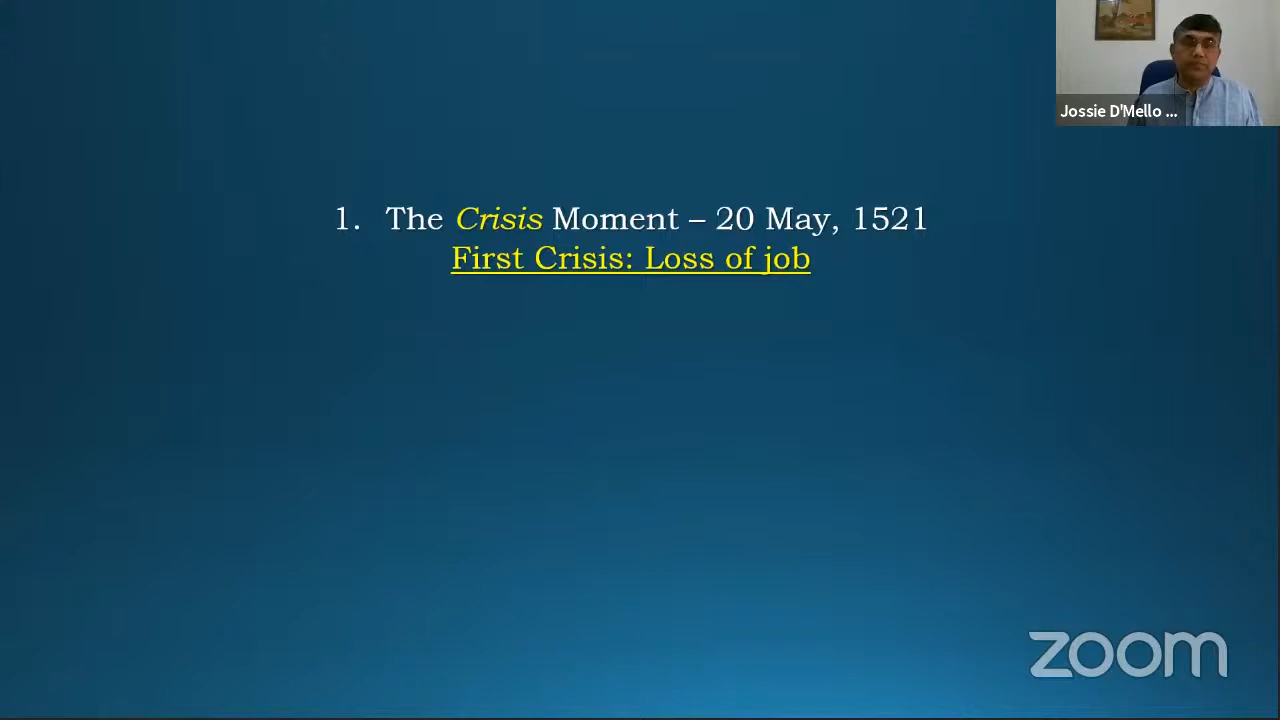 Jossie D'Mello ...
1. The Crisis Moment – 20 May, 1521
First Crisis: Loss of job
zoom